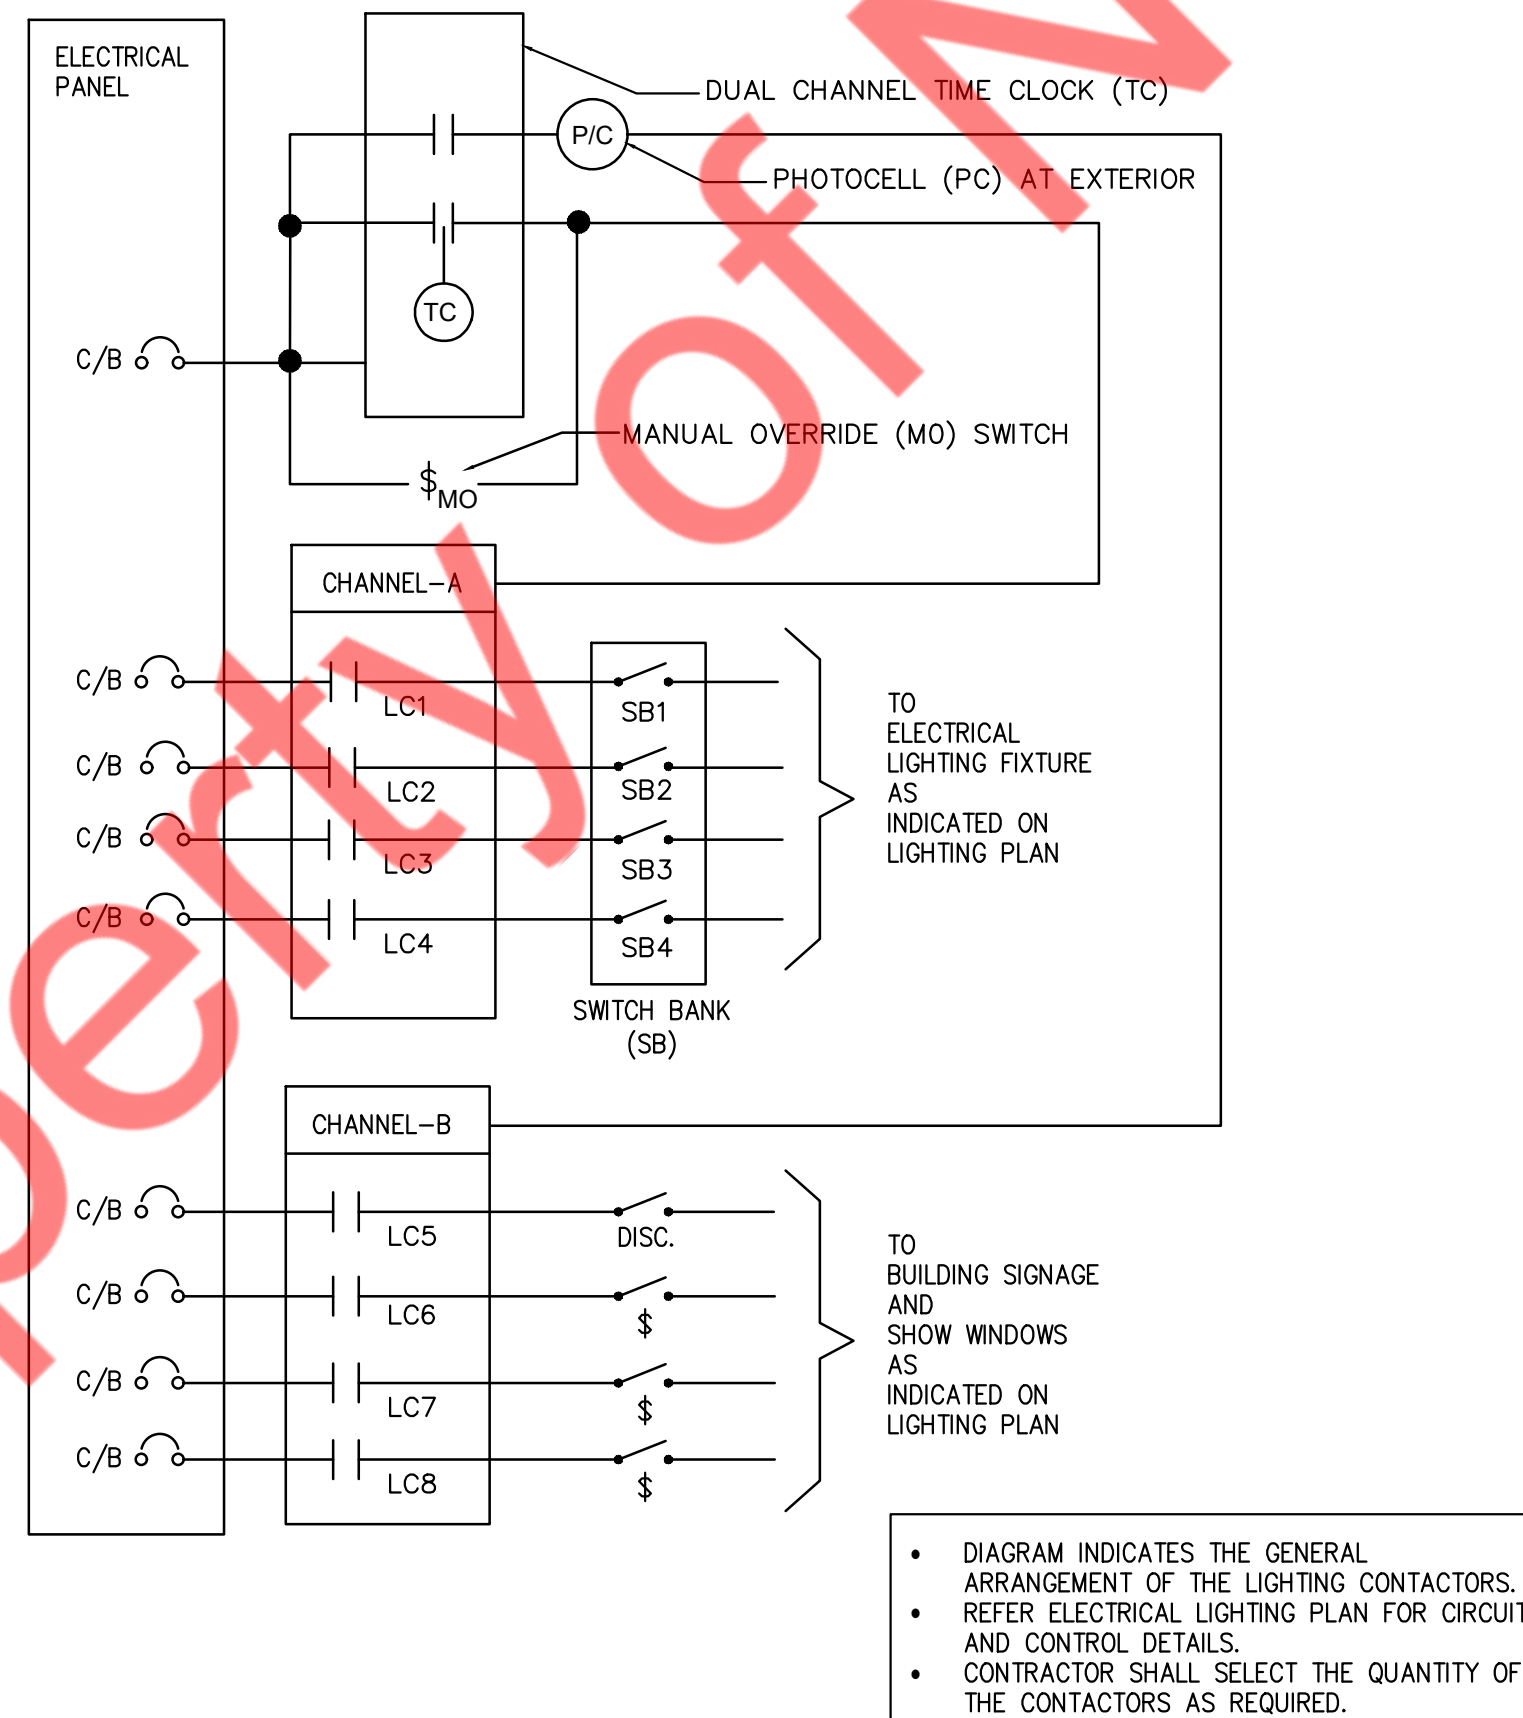 ELECTRICAL
PANEL
DUAL CHANNEL TIME CLOCK (TC)
P/C
PHOTOCELL (PC) AT EXTERIOR
TC
C/B
MANUAL OVERRIDE (MO) SWITCH
$MO
CHANNEL-A
C/B
LC1
SB1
C/B
LC2
SB2
C/B
LC3
SB3
C/B
LC4
SB4
SWITCH BANK
(SB)
TO
ELECTRICAL
LIGHTING FIXTURE
AS
INDICATED ON
LIGHTING PLAN
CHANNEL-B
C/B
LC5
DISC.
C/B
LC6
$
C/B
LC7
$
C/B
LC8
$
TO
BUILDING SIGNAGE
AND
SHOW WINDOWS
AS
INDICATED ON
LIGHTING PLAN
• DIAGRAM INDICATES THE GENERAL
ARRANGEMENT OF THE LIGHTING CONTACTORS.
• REFER ELECTRICAL LIGHTING PLAN FOR CIRCUIT
AND CONTROL DETAILS.
• CONTRACTOR SHALL SELECT THE QUANTITY OF
THE CONTACTORS AS REQUIRED.
perty of N